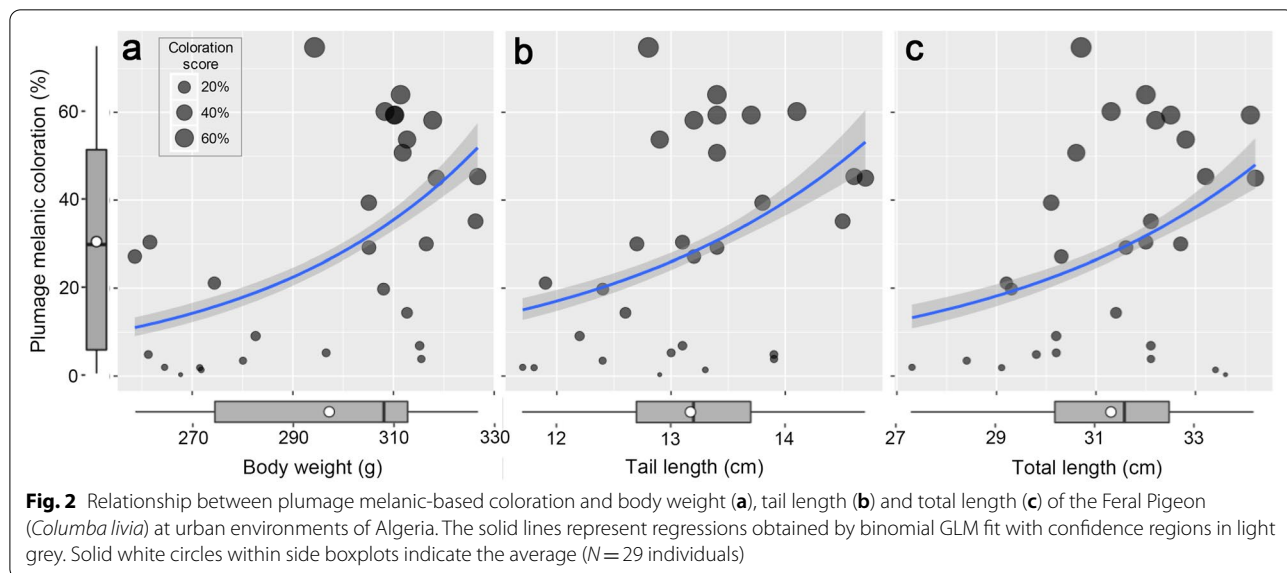 a
b
c
Coloration
score
20%
40%
60%
Plumage melanic coloration (%)
60
40
20
0
270
290
310
330
12
13
14
27
29
31
33
Body weight (g)
Tail length (cm)
Total length (cm)
Fig. 2 Relationship between plumage melanic-based coloration and body weight (a), tail length (b) and total length (c) of the Feral Pigeon
(Columba livia) at urban environments of Algeria. The solid lines represent regressions obtained by binomial GLM fit with confidence regions in light
grey. Solid white circles within side boxplots indicate the average (N = 29 individuals)